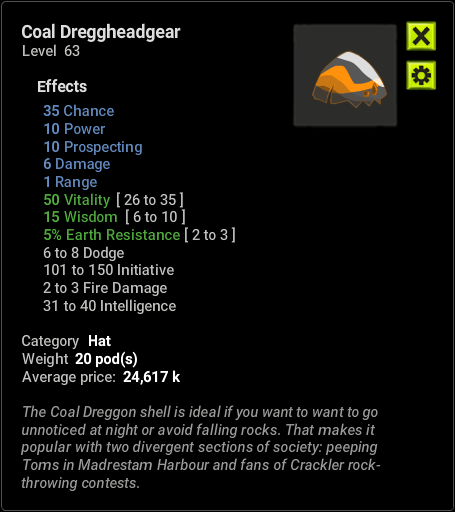 Coal Dreggheadgear
Level 63
Effects
35 Chance
10 Power
10 Prospecting
6 Damage
1 Range
50 Vitality [ 26 to 35 ]
15 Wisdom [ 6 to 10 ]
5% Earth Resistance [ 2 to 3 ]
6 to 8 Dodge
101 to 150 Initiative
2 to 3 Fire Damage
31 to 40 Intelligence
Category Hat
Weight 20 pod(s)
Average price: 24,617 k
The Coal Dreggon shell is ideal if you want to want to go
unnoticed at night or avoid falling rocks. That makes it
popular with two divergent sections of society: peeping
Toms in Madrestam Harbour and fans of Crackler rock-
throwing contests.